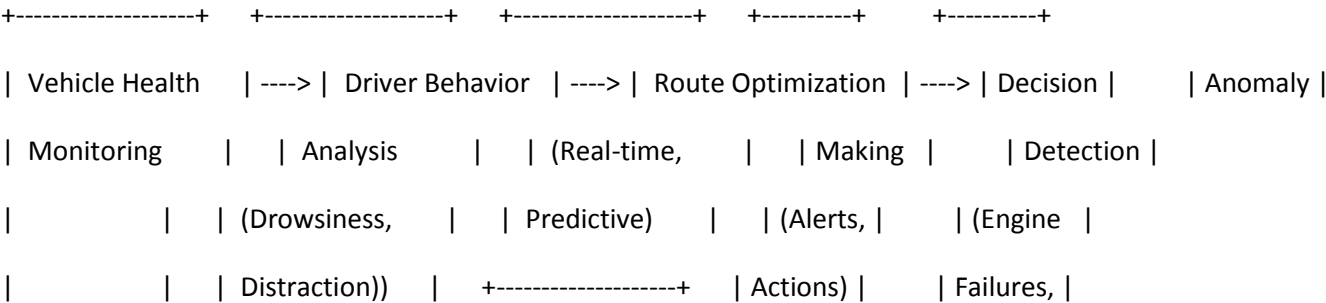 +--------------------+ +--------------------+ +--------------------+ +----------+ +----------+
| Vehicle Health | ----> | Driver Behavior | ----> | Route Optimization | ----> | Decision | | Anomaly |
| Monitoring | | Analysis | | (Real-time, | | Making | | Detection |
| | | (Drowsiness, | | Predictive) | | (Alerts, | | (Engine |
| | | Distraction)) | +--------------------+ | Actions) | | Failures, |